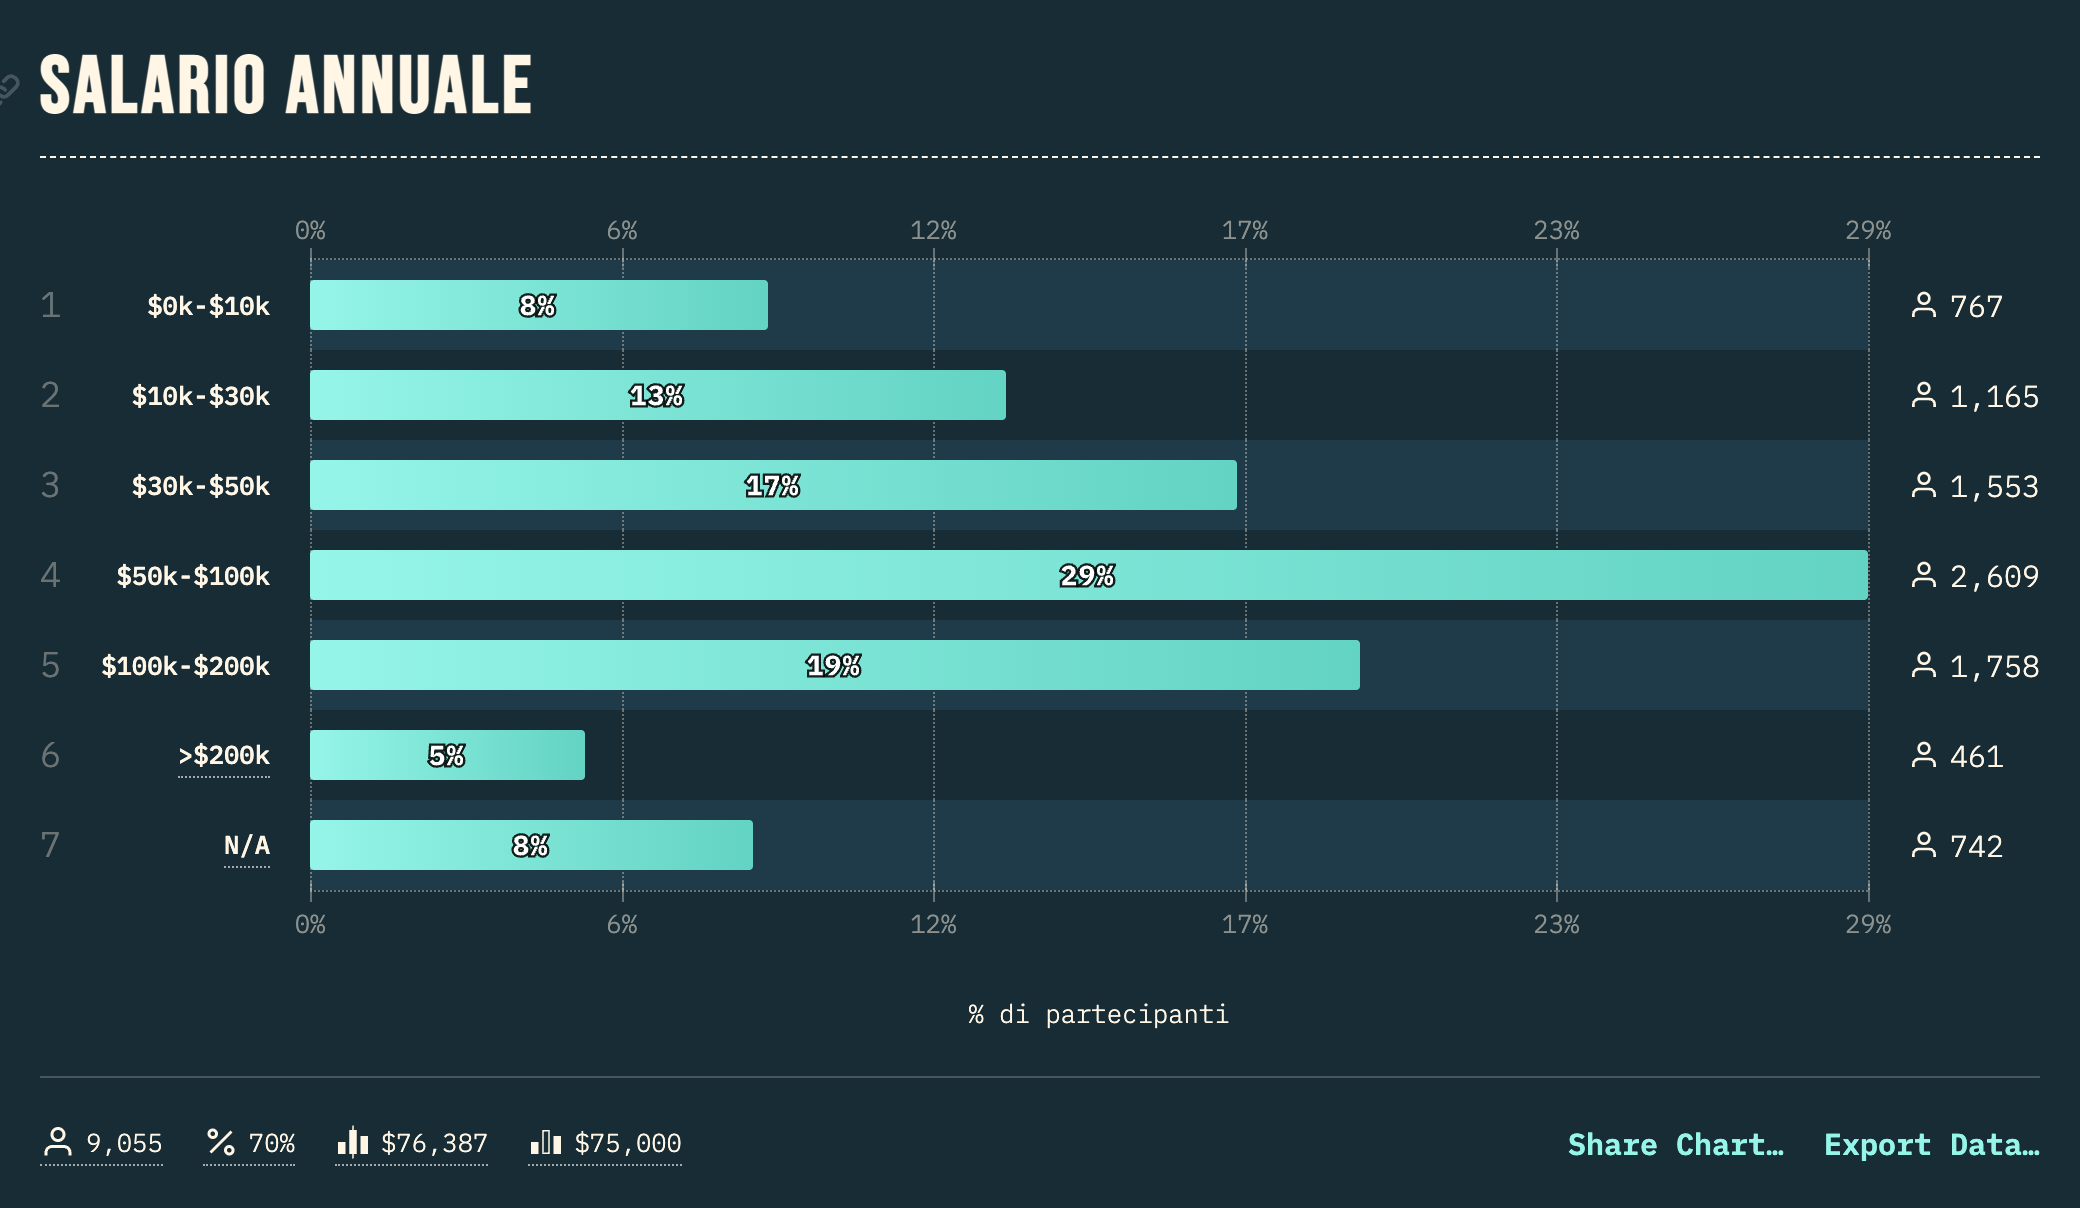 SALARIO ANNUALE
0% 6% 12% 17% 23% 29%
1 $0k-$10k 8% 767
2 $10k-$30k 13% 1,165
3 $30k-$50k 17% 1,553
4 $50k-$100k 29% 2,609
5 $100k-$200k 19% 1,758
6 >$200k 5% 461
7 N/A 8% 742
0% 6% 12% 17% 23% 29%
% di partecipanti
9,055 70% $76,387 $75,000 Share Chart… Export Data…